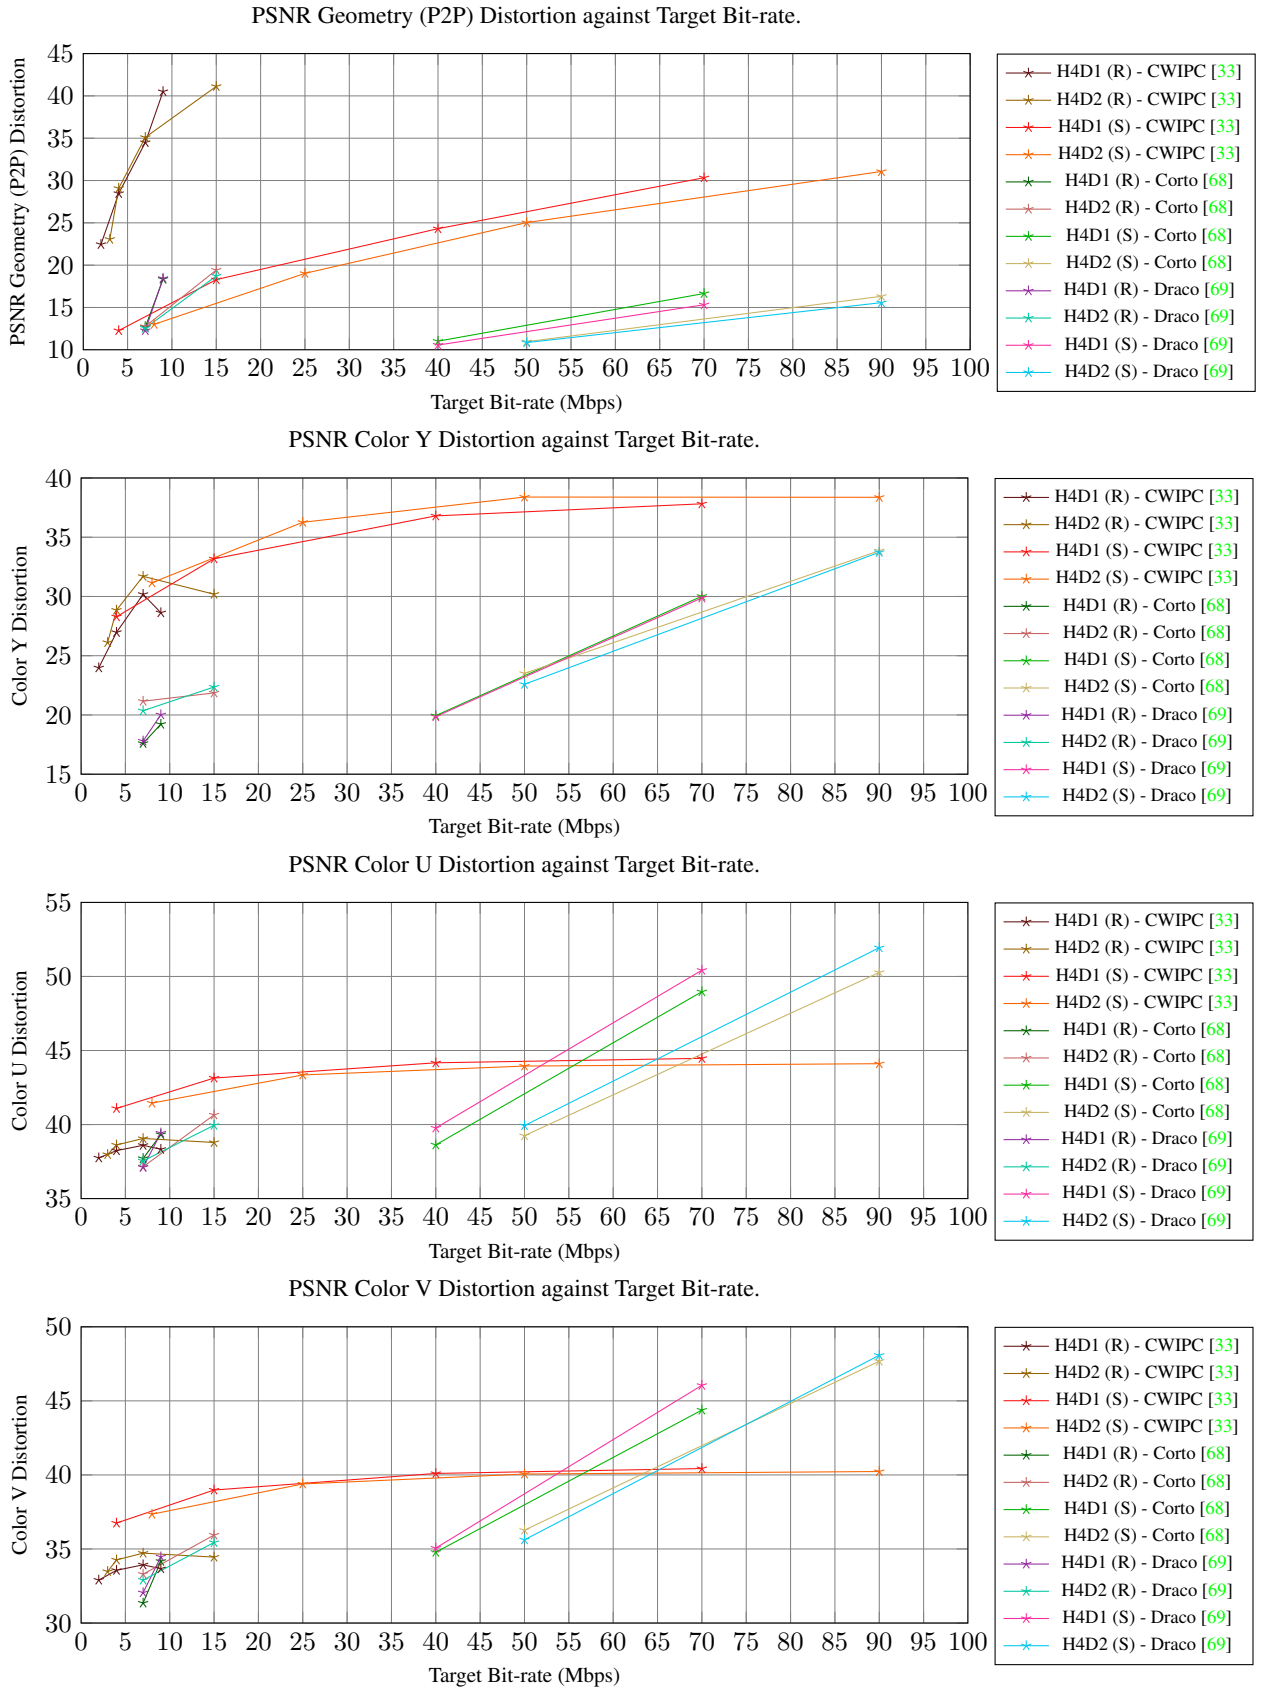 PSNR Geometry (P2P) Distortion against Target Bit-rate.
PSNR Geometry (P2P) Distortion
45
40
35
30
25
20
15
10
0 5 10 15 20 25 30 35 40 45 50 55 60 65 70 75 80 85 90 95 100
Target Bit-rate (Mbps)
H4D1 (R) - CWIPC [33]
H4D2 (R) - CWIPC [33]
H4D1 (S) - CWIPC [33]
H4D2 (S) - CWIPC [33]
H4D1 (R) - Corto [68]
H4D2 (R) - Corto [68]
H4D1 (S) - Corto [68]
H4D2 (S) - Corto [68]
H4D1 (R) - Draco [69]
H4D2 (R) - Draco [69]
H4D1 (S) - Draco [69]
H4D2 (S) - Draco [69]
PSNR Color Y Distortion against Target Bit-rate.
Color Y Distortion
40
35
30
25
20
15
0 5 10 15 20 25 30 35 40 45 50 55 60 65 70 75 80 85 90 95 100
Target Bit-rate (Mbps)
H4D1 (R) - CWIPC [33]
H4D2 (R) - CWIPC [33]
H4D1 (S) - CWIPC [33]
H4D2 (S) - CWIPC [33]
H4D1 (R) - Corto [68]
H4D2 (R) - Corto [68]
H4D1 (S) - Corto [68]
H4D2 (S) - Corto [68]
H4D1 (R) - Draco [69]
H4D2 (R) - Draco [69]
H4D1 (S) - Draco [69]
H4D2 (S) - Draco [69]
PSNR Color U Distortion against Target Bit-rate.
Color U Distortion
55
50
45
40
35
0 5 10 15 20 25 30 35 40 45 50 55 60 65 70 75 80 85 90 95 100
Target Bit-rate (Mbps)
H4D1 (R) - CWIPC [33]
H4D2 (R) - CWIPC [33]
H4D1 (S) - CWIPC [33]
H4D2 (S) - CWIPC [33]
H4D1 (R) - Corto [68]
H4D2 (R) - Corto [68]
H4D1 (S) - Corto [68]
H4D2 (S) - Corto [68]
H4D1 (R) - Draco [69]
H4D2 (R) - Draco [69]
H4D1 (S) - Draco [69]
H4D2 (S) - Draco [69]
PSNR Color V Distortion against Target Bit-rate.
Color V Distortion
50
45
40
35
30
0 5 10 15 20 25 30 35 40 45 50 55 60 65 70 75 80 85 90 95 100
Target Bit-rate (Mbps)
H4D1 (R) - CWIPC [33]
H4D2 (R) - CWIPC [33]
H4D1 (S) - CWIPC [33]
H4D2 (S) - CWIPC [33]
H4D1 (R) - Corto [68]
H4D2 (R) - Corto [68]
H4D1 (S) - Corto [68]
H4D2 (S) - Corto [68]
H4D1 (R) - Draco [69]
H4D2 (R) - Draco [69]
H4D1 (S) - Draco [69]
H4D2 (S) - Draco [69]